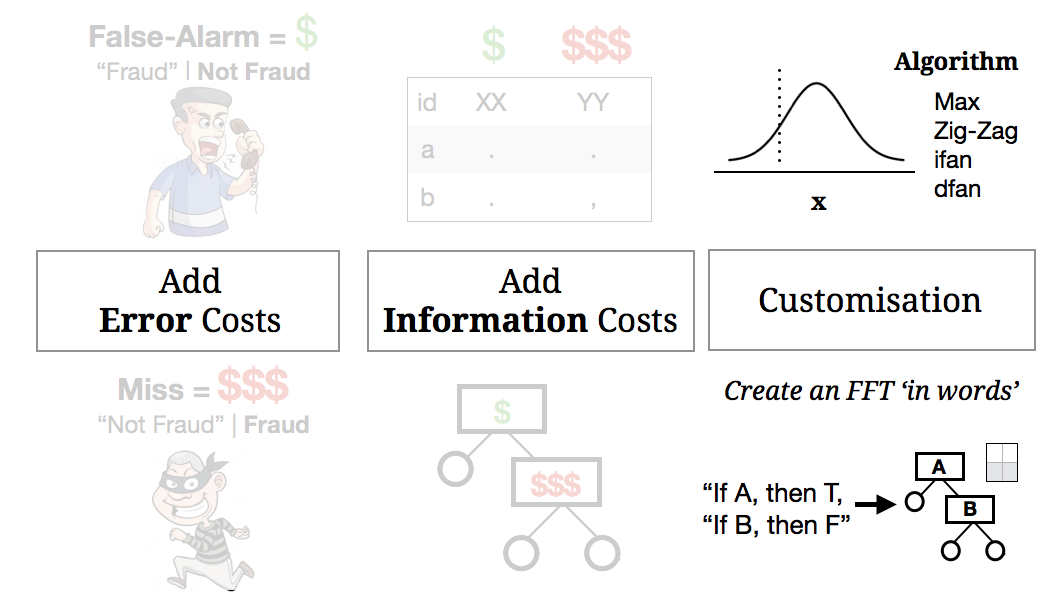 False-Alarm = $
“Fraud” | Not Fraud
$ $$$
id XX YY
a . .
b . ,
Algorithm
Max
Zig-Zag
ifan
dfan
x
Add
Error Costs
Add
Information Costs
Customisation
Miss = $$$
“Not Fraud” | Fraud
$
$$$
Create an FFT ‘in words’
“If A, then T,
“If B, then F”
A
B